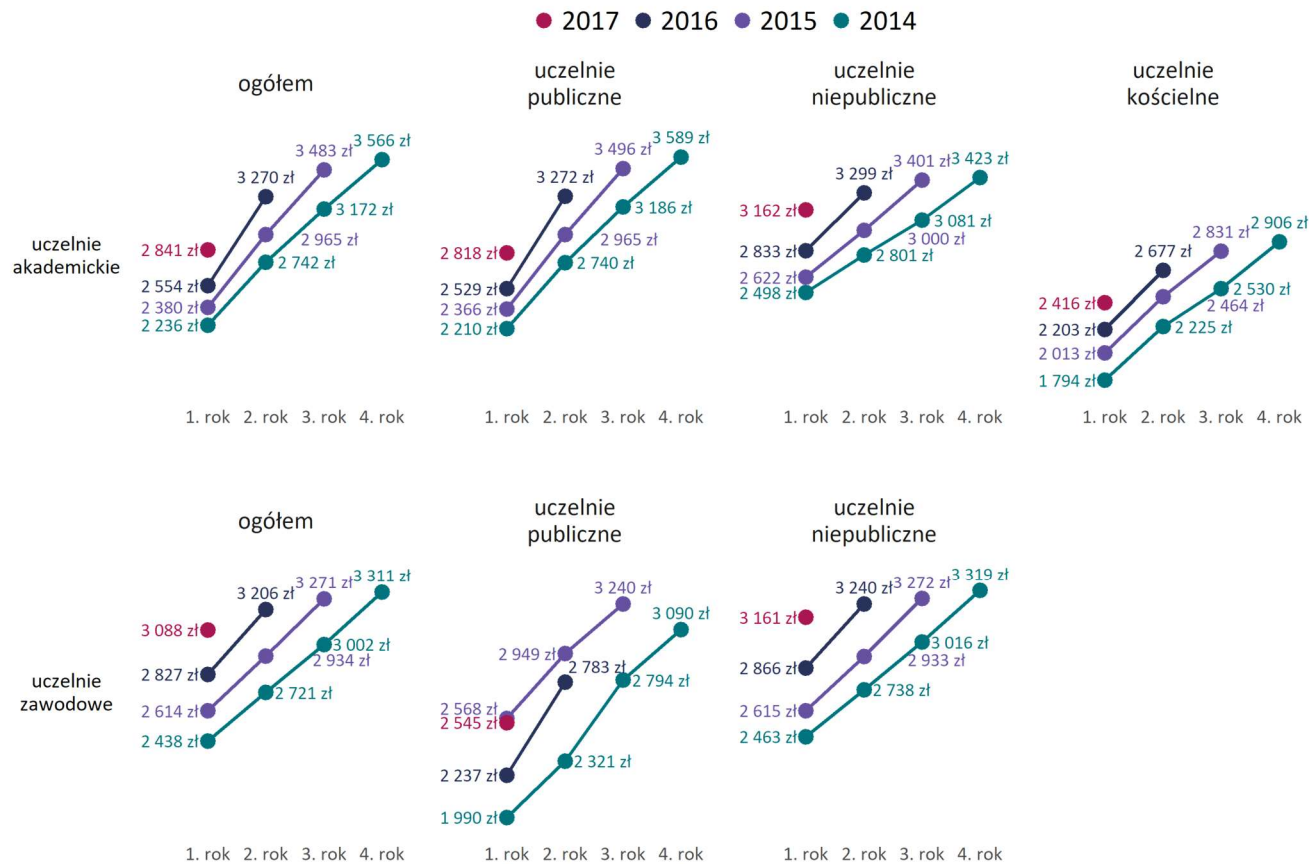 2017 2016 2015 2014
ogółem
uczelnie
publiczne
uczelnie
niepubliczne
uczelnie
kościelne
uczelnie
akademickie
3 566 zł
3 483 zł
3 270 zł
3 172 zł
2 965 zł
2 841 zł
2 742 zł
2 554 zł
2 380 zł
2 236 zł
3 589 zł
3 496 zł
3 272 zł
3 186 zł
2 965 zł
2 818 zł
2 740 zł
2 529 zł
2 366 zł
2 210 zł
3 423 zł
3 401 zł
3 299 zł
3 162 zł
3 081 zł
3 000 zł
2 833 zł
2 801 zł
2 622 zł
2 498 zł
2 906 zł
2 831 zł
2 677 zł
2 530 zł
2 464 zł
2 416 zł
2 225 zł
2 203 zł
2 013 zł
1 794 zł
1. rok 2. rok 3. rok 4. rok
1. rok 2. rok 3. rok 4. rok
1. rok 2. rok 3. rok 4. rok
1. rok 2. rok 3. rok 4. rok
ogółem
uczelnie
publiczne
uczelnie
niepubliczne
uczelnie
zawodowe
3 311 zł
3 271 zł
3 206 zł
3 088 zł
3 002 zł
2 934 zł
2 827 zł
2 721 zł
2 614 zł
2 438 zł
3 240 zł
3 090 zł
2 949 zł
2 783 zł
2 794 zł
2 568 zł
2 545 zł
2 321 zł
2 237 zł
1 990 zł
3 319 zł
3 272 zł
3 240 zł
3 161 zł
3 016 zł
2 933 zł
2 866 zł
2 738 zł
2 615 zł
2 463 zł
1. rok 2. rok 3. rok 4. rok
1. rok 2. rok 3. rok 4. rok
1. rok 2. rok 3. rok 4. rok